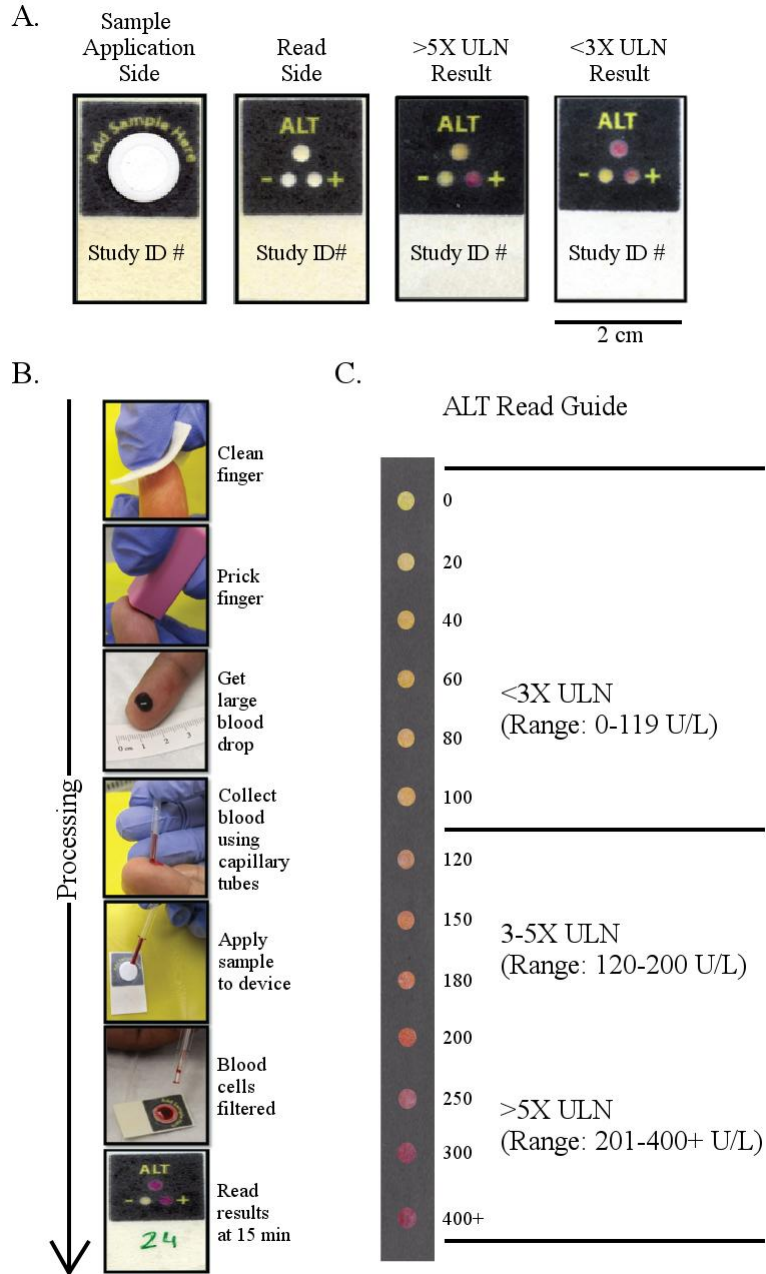 A.
Sample
Application
Side
Read
Side
>5X ULN
Result
<3X ULN
Result
Add Sample Here
Study ID #
ALT
- +
Study ID#
ALT
- +
Study ID #
ALT
- +
Study ID #
2 cm
B.
Processing
Clean
finger
Prick
finger
0 cm 1 2 3
Get
large
blood
drop
Collect
blood
using
capillary
tubes
Apply
sample
to device
Add Sample
Blood
cells
filtered
ALT
- +
24
Read
results
at 15 min
C.
ALT Read Guide
0
20
40
60
80
100
<3X ULN
(Range: 0-119 U/L)
120
150
180
200
3-5X ULN
(Range: 120-200 U/L)
250
300
400+
>5X ULN
(Range: 201-400+ U/L)